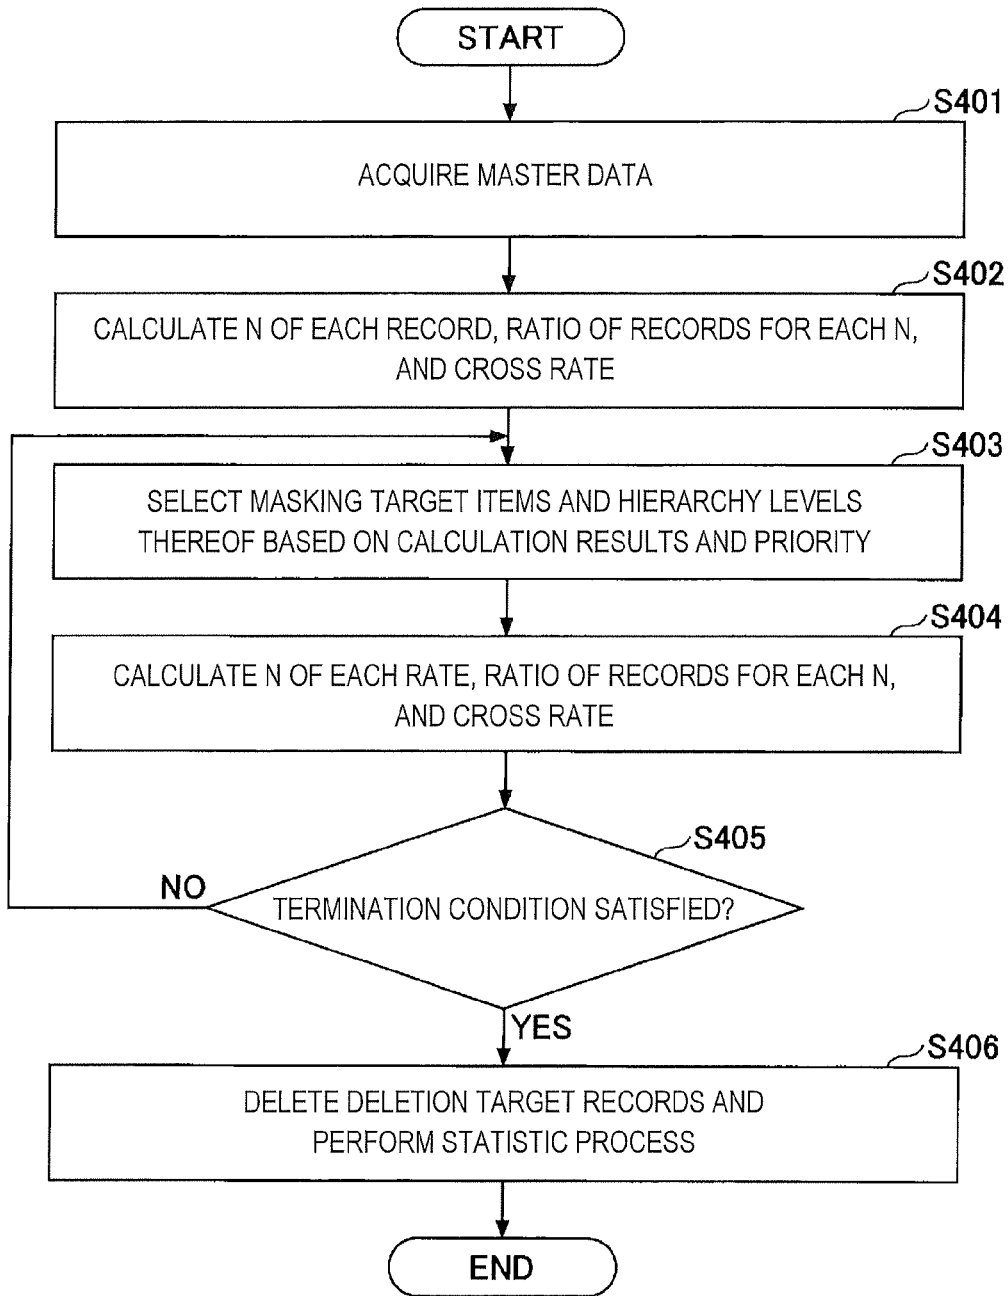 START
S401
ACQUIRE MASTER DATA
S402
CALCULATE N OF EACH RECORD, RATIO OF RECORDS FOR EACH N,
AND CROSS RATE
S403
SELECT MASKING TARGET ITEMS AND HIERARCHY LEVELS
THEREOF BASED ON CALCULATION RESULTS AND PRIORITY
S404
CALCULATE N OF EACH RATE, RATIO OF RECORDS FOR EACH N,
AND CROSS RATE
S405
NO
TERMINATION CONDITION SATISFIED?
YES
S406
DELETE DELETION TARGET RECORDS AND
PERFORM STATISTIC PROCESS
END